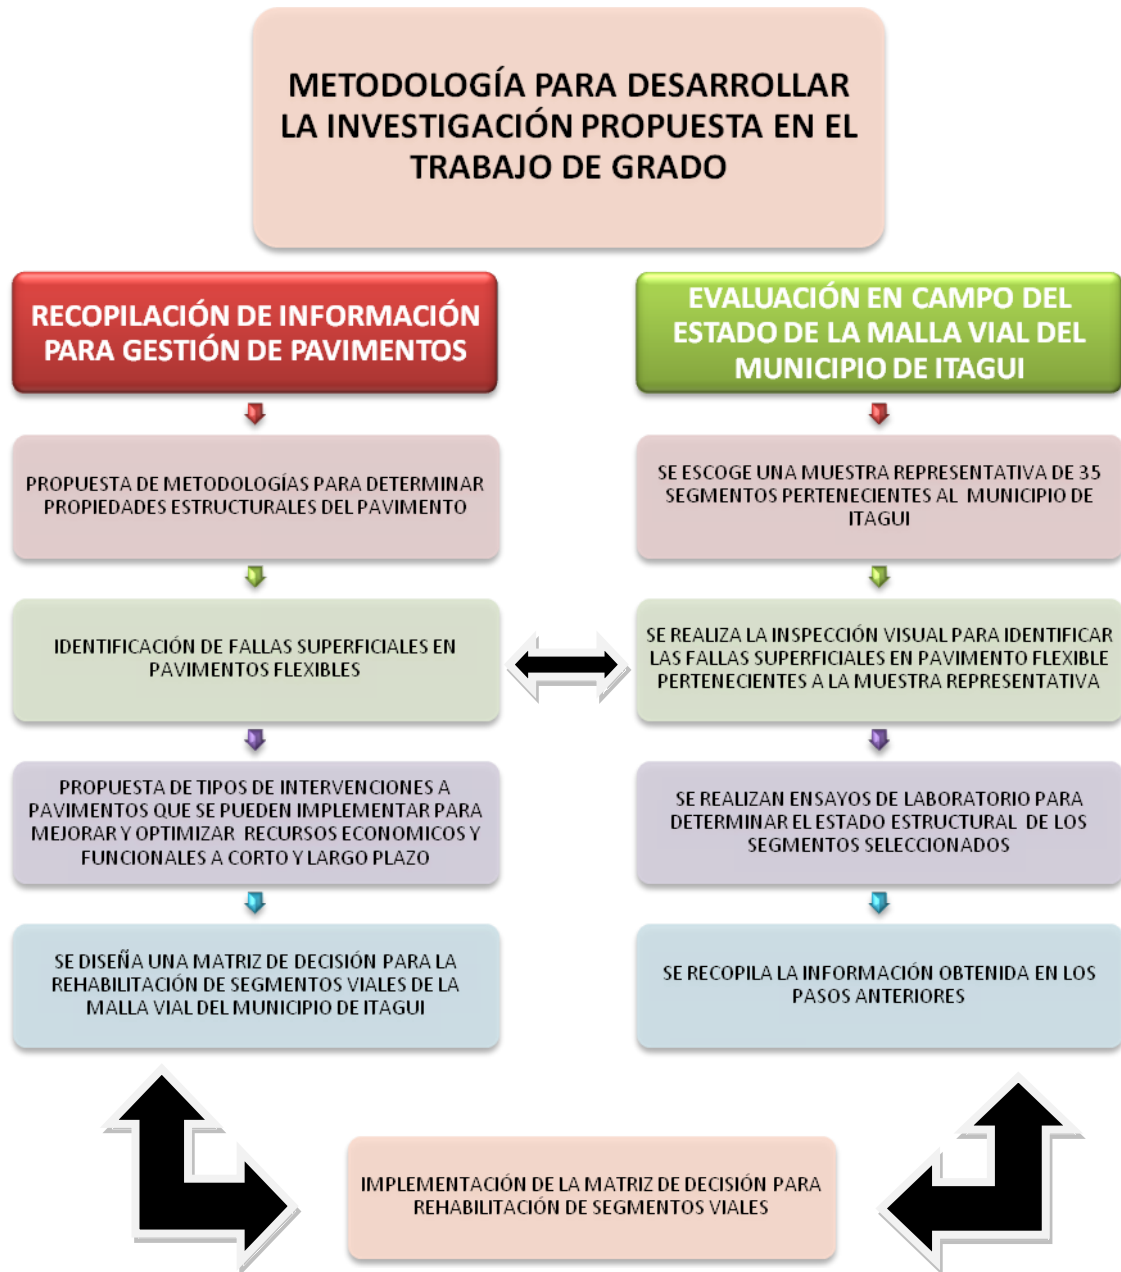 METODOLOGÍA PARA DESARROLLAR
LA INVESTIGACIÓN PROPUESTA EN EL
TRABAJO DE GRADO
RECOPILACIÓN DE INFORMACIÓN
PARA GESTIÓN DE PAVIMENTOS
PROPUESTA DE METODOLOGÍAS PARA DETERMINAR
PROPIEDADES ESTRUCTURALES DEL PAVIMENTO
IDENTIFICACIÓN DE FALLAS SUPERFICIALES EN
PAVIMENTOS FLEXIBLES
PROPUESTA DE TIPOS DE INTERVENCIONES A
PAVIMENTOS QUE SE PUEDEN IMPLEMENTAR PARA
MEJORAR Y OPTIMIZAR RECURSOS ECONOMICOS Y
FUNCIONALES A CORTO Y LARGO PLAZO
SE DISEÑA UNA MATRIZ DE DECISIÓN PARA LA
REHABILITACIÓN DE SEGMENTOS VIALES DE LA
MALLA VIAL DEL MUNICIPIO DE ITAGUI
EVALUACIÓN EN CAMPO DEL
ESTADO DE LA MALLA VIAL DEL
MUNICIPIO DE ITAGUI
SE ESCOGE UNA MUESTRA REPRESENTATIVA DE 35
SEGMENTOS PERTENECIENTES AL MUNICIPIO DE
ITAGUI
SE REALIZA LA INSPECCIÓN VISUAL PARA IDENTIFICAR
LAS FALLAS SUPERFICIALES EN PAVIMENTO FLEXIBLE
PERTENECIENTES A LA MUESTRA REPRESENTATIVA
SE REALIZAN ENSAYOS DE LABORATORIO PARA
DETERMINAR EL ESTADO ESTRUCTURAL DE LOS
SEGMENTOS SELECCIONADOS
SE RECOPILA LA INFORMACIÓN OBTENIDA EN LOS
PASOS ANTERIORES
IMPLEMENTACIÓN DE LA MATRIZ DE DECISIÓN PARA
REHABILITACIÓN DE SEGMENTOS VIALES